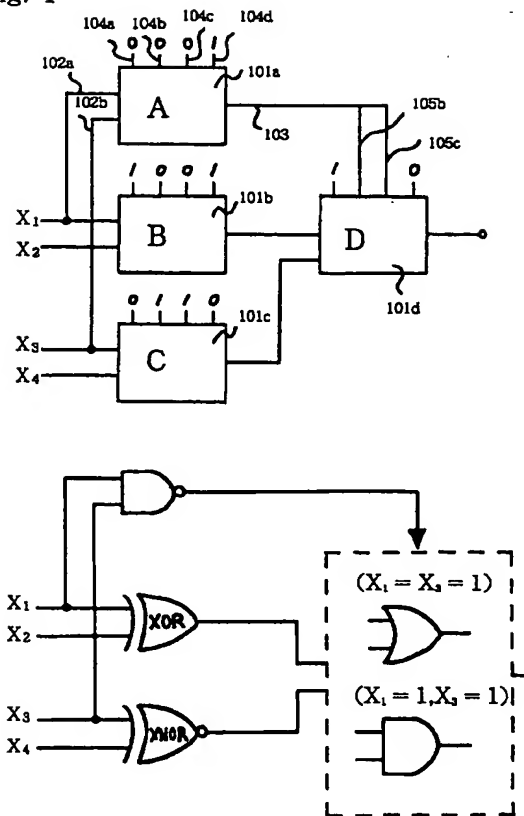 104a 104b 104c 104d
0 0 0 1
102a
102b
A
101a
103
105b
105c
1 0 0 1
101b
1 0
X₁
X₂
B
D
101d
0 1 1 0
101c
X₃
X₄
C
(X₁ = X₃ = 1)
X₁
X₂
XOR
(X₁ = 1,X₃ = 1)
X₃
X₄
XNOR